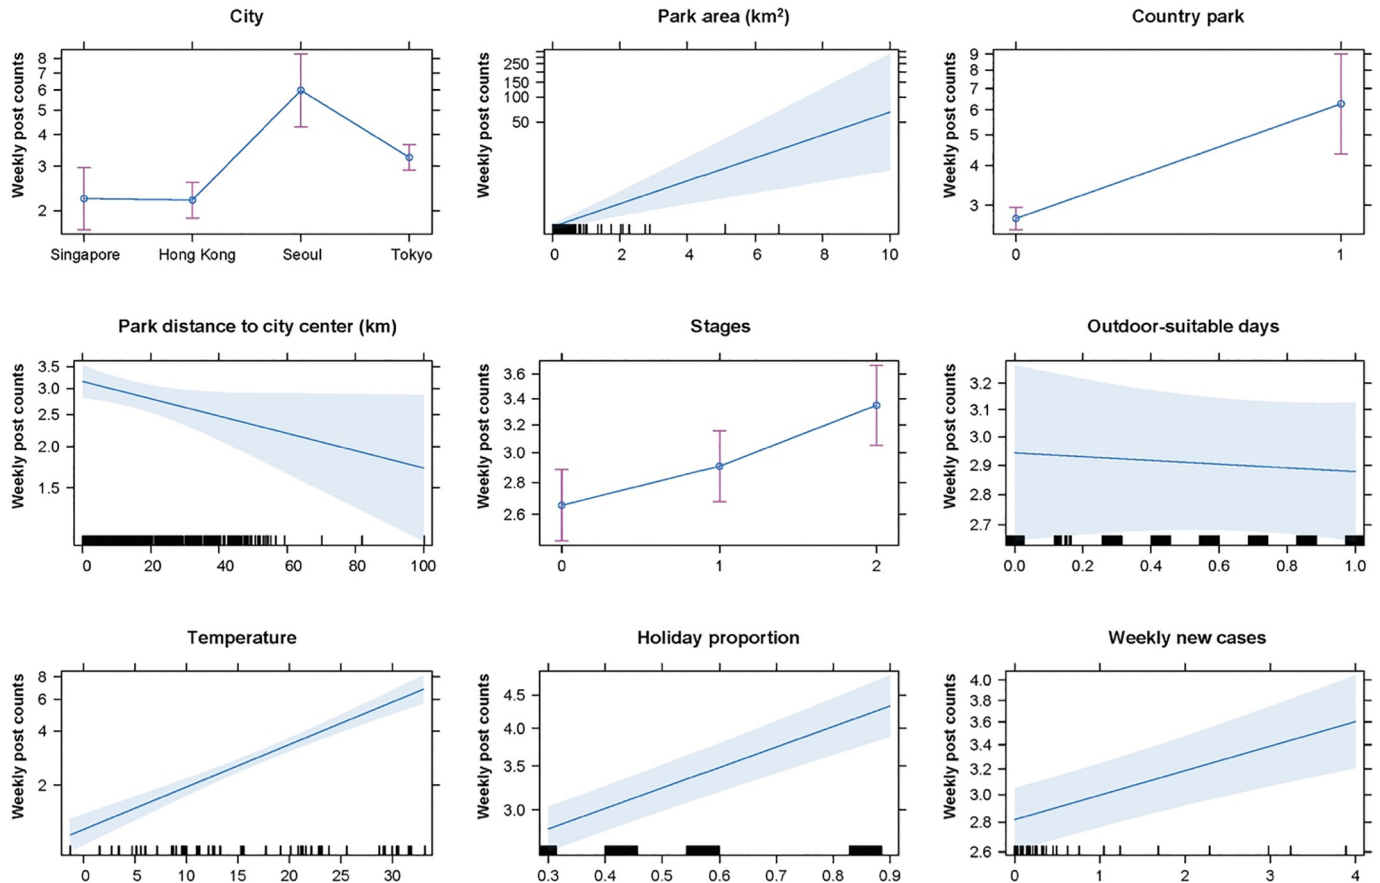 City
Weekly post counts
8
7
6
5
4
3
2
Singapore Hong Kong Seoul Tokyo
Park area (km²)
Weekly post counts
250
150
100
50
0 2 4 6 8 10
Country park
Weekly post counts
9
8
7
6
5
4
3
0 1
Park distance to city center (km)
Weekly post counts
3.5
3.0
2.5
2.0
1.5
0 20 40 60 80 100
Stages
Weekly post counts
3.6
3.4
3.2
3.0
2.8
2.6
0 1 2
Outdoor-suitable days
Weekly post counts
3.2
3.1
3.0
2.9
2.8
2.7
0.0 0.2 0.4 0.6 0.8 1.0
Temperature
Weekly post counts
8
6
4
2
0 5 10 15 20 25 30
Holiday proportion
Weekly post counts
4.5
4.0
3.5
3.0
0.3 0.4 0.5 0.6 0.7 0.8 0.9
Weekly new cases
Weekly post counts
4.0
3.8
3.6
3.4
3.2
3.0
2.8
2.6
0 1 2 3 4